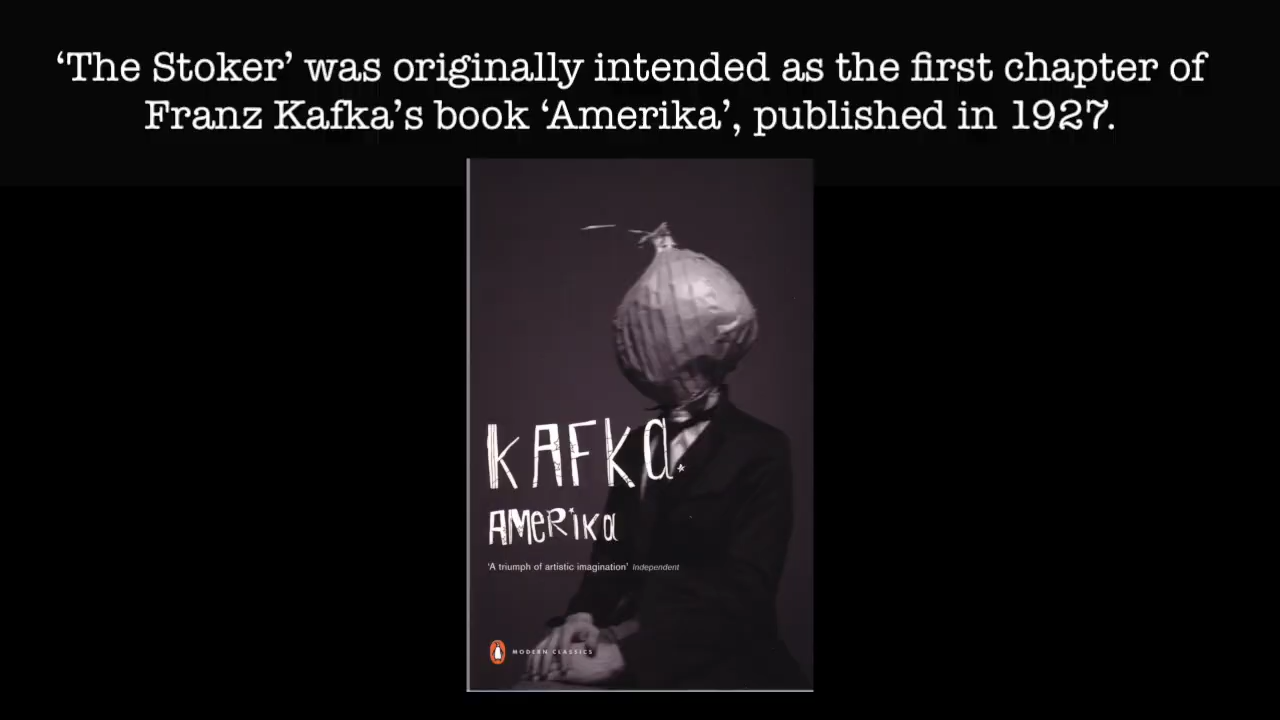 ‘The Stoker’ was originally intended as the first chapter of
Franz Kafka’s book ‘Amerika’, published in 1927.
KAFKa.
AMeRiKa
‘A triumph of artistic imagination’ Independent
MODERN CLASSICS